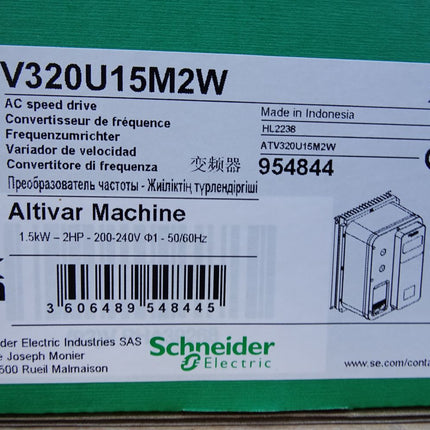 V320U15M2W
AC speed drive
Convertisseur de fréquence
Frequenzumrichter
Variador de velocidad
Convertitore di frequenza 变频器
Преобразователь частоты - Жиіліктің түрлендіргіші
Made in Indonesia
HL2238
ATV320U15M2W
954844
Altivar Machine
1.5kW – 2HP - 200-240V Φ1 - 50/60Hz
3 606489 548445
der Electric Industries SAS
e Joseph Monier
500 Rueil Malmaison
Schneider
Electric
www.se.com/conta